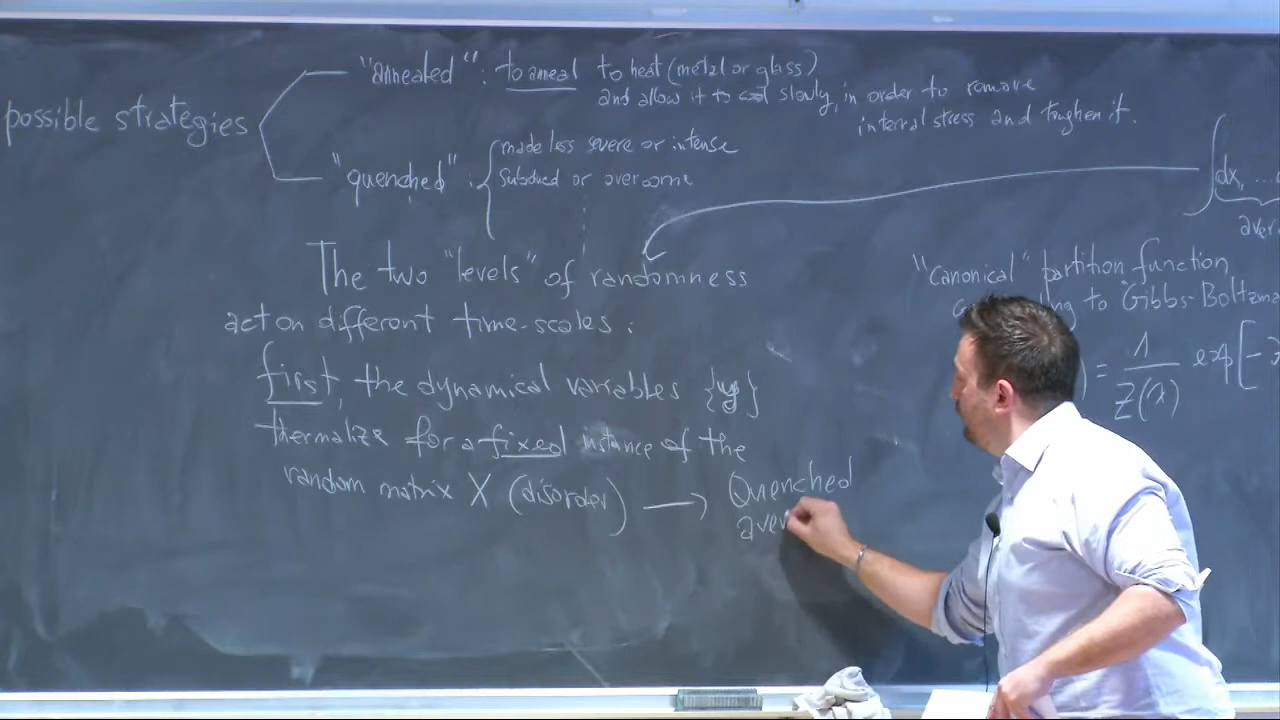 possible strategies
"annealed" : to anneal to heat (metal or glass)
and allow it to cool slowly, in order to remove
internal stress and toughen it.
"quenched" : { made less severe or intense
subdued or overcome
∫dx, ...
The two "levels" of randomness
act on different time-scales :
first, the dynamical variables {y}
thermalize for a fixed instance of the
random matrix X (disorder) → Quenched
aver
"Canonical" partition function
to Gibbs-Boltzma
) = 1/Z(x) exp[-